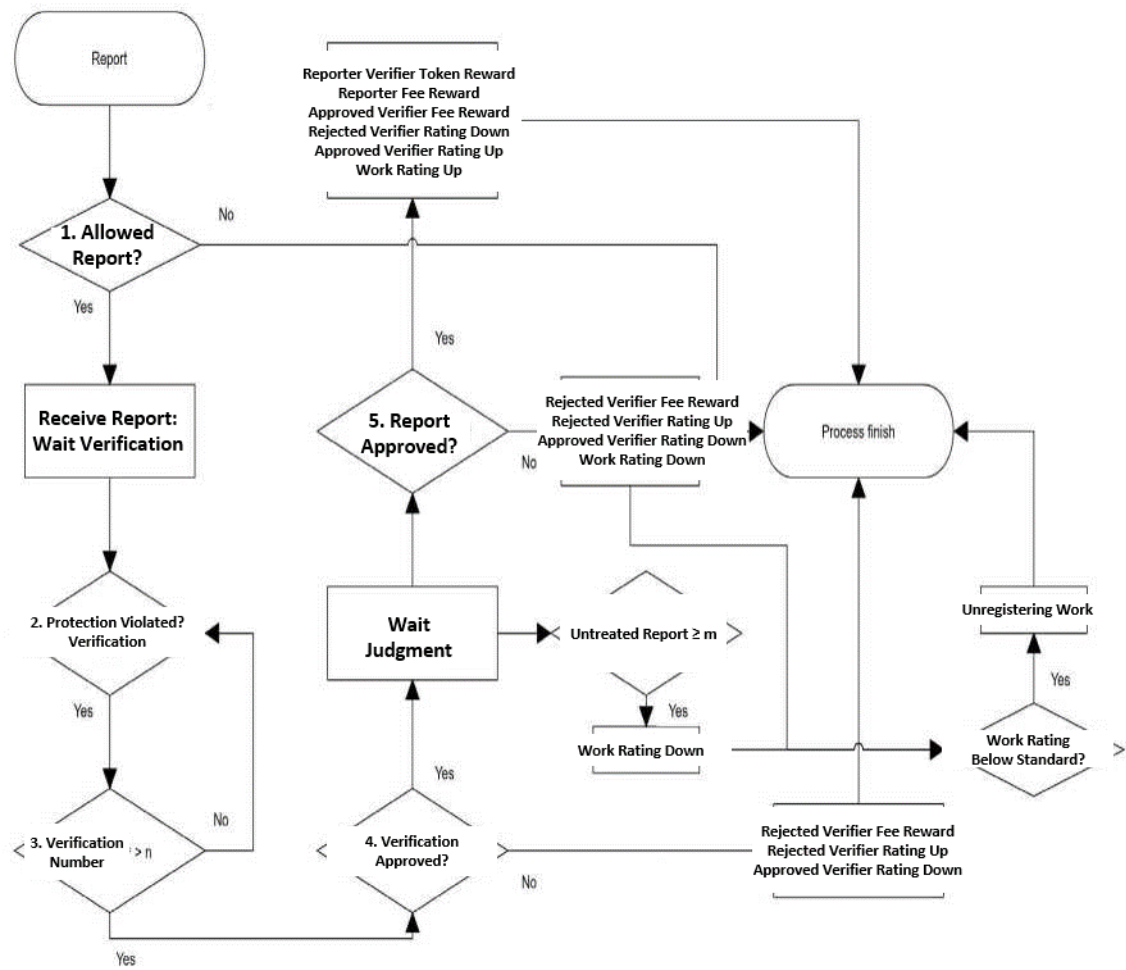 Report
1. Allowed
Report?
No
Yes
Receive Report:
Wait Verification
2. Protection Violated?
Verification
Yes
3. Verification
Number
> n
No
Yes
Reporter Verifier Token Reward
Reporter Fee Reward
Approved Verifier Fee Reward
Rejected Verifier Rating Down
Approved Verifier Rating Up
Work Rating Up
Yes
5. Report
Approved?
No
Wait
Judgment
Yes
4. Verification
Approved?
No
Rejected Verifier Fee Reward
Rejected Verifier Rating Up
Approved Verifier Rating Down
Work Rating Down
Untreated Report ≥ m
Yes
Work Rating Down
Process finish
Unregistering Work
Yes
Work Rating
Below Standard?
Rejected Verifier Fee Reward
Rejected Verifier Rating Up
Approved Verifier Rating Down